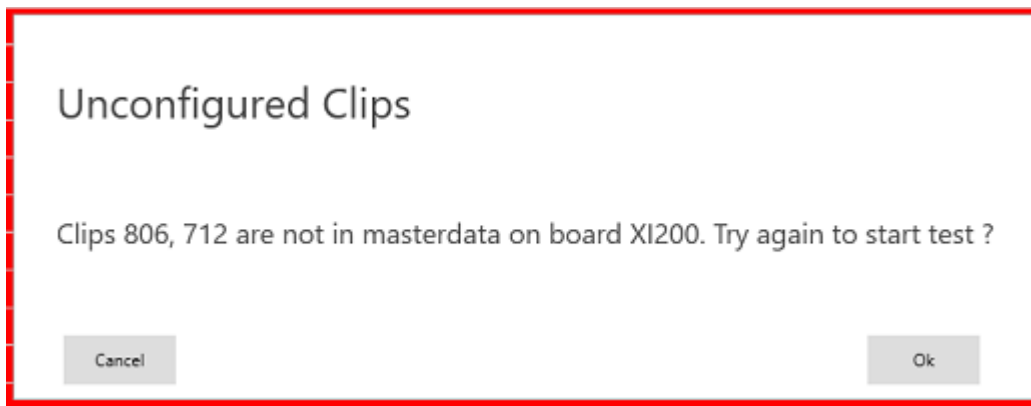 Unconfigured Clips
Clips 806, 712 are not in masterdata on board XI200. Try again to start test ?
Cancel
Ok